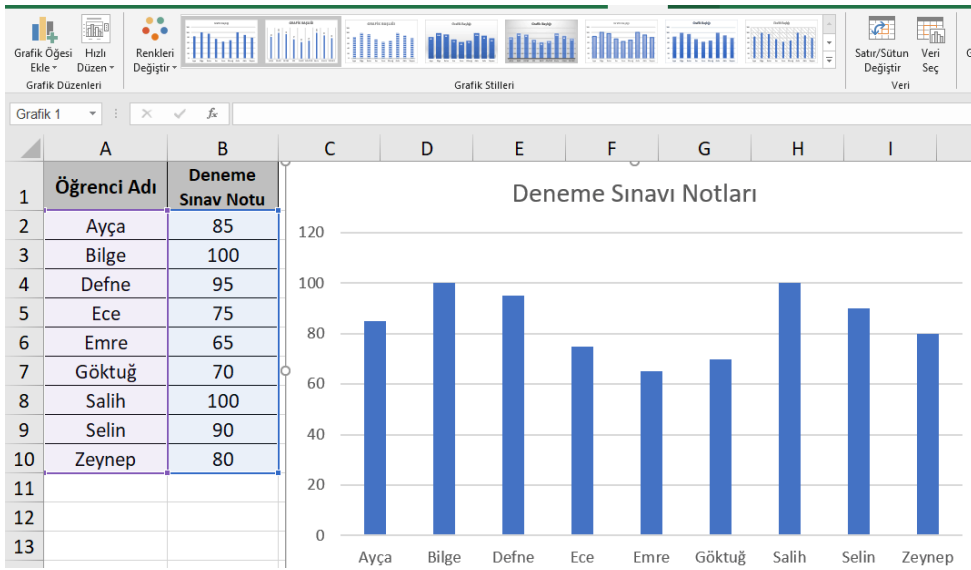 Grafik Öğesi Ekle
Hızlı Düzen
Renkleri Değiştir
Satır/Sütun Değiştir
Veri Seç
Grafik Düzenleri
Grafik Stilleri
Veri
Grafik 1
fx
A B C D E F G H I
1 Öğrenci Adı Deneme Sınav Notu
2 Ayça 85
3 Bilge 100
4 Defne 95
5 Ece 75
6 Emre 65
7 Göktuğ 70
8 Salih 100
9 Selin 90
10 Zeynep 80
11
12
13
Deneme Sınavı Notları
120
100
80
60
40
20
0
Ayça Bilge Defne Ece Emre Göktuğ Salih Selin Zeynep